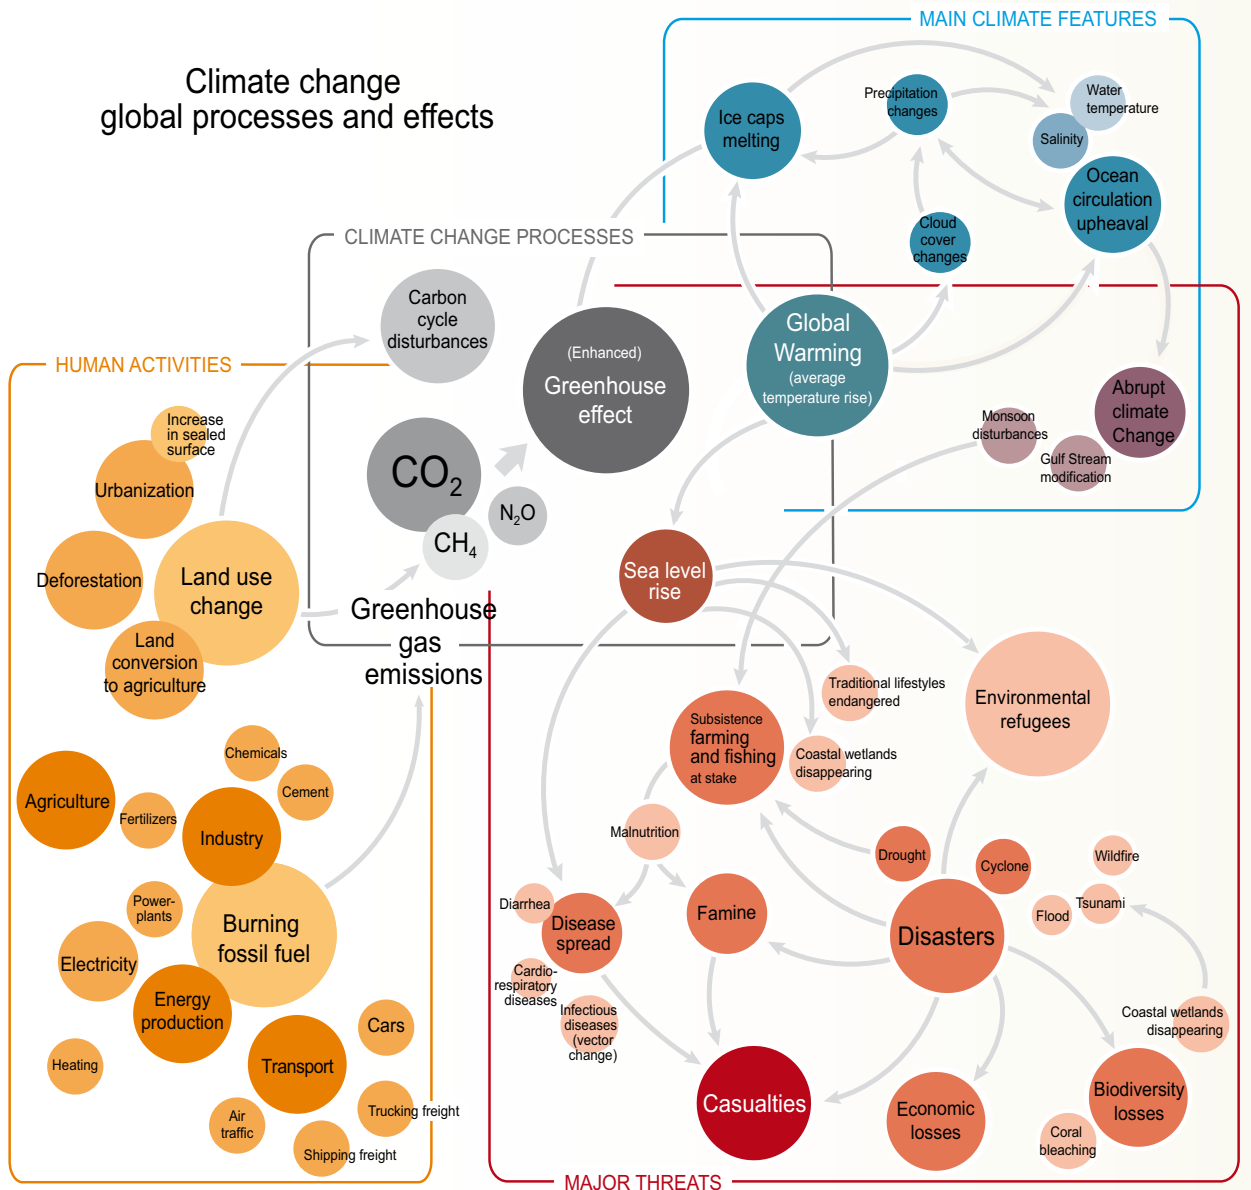 Climate change
global processes and effects
MAIN CLIMATE FEATURES
Ice caps
melting
Precipitation
changes
Water
temperature
Salinity
Ocean
circulation
upheaval
Cloud
cover
changes
CLIMATE CHANGE PROCESSES
Carbon
cycle
disturbances
(Enhanced)
Greenhouse
effect
Global
Warming
(average
temperature rise)
Abrupt
climate
Change
Monsoon
disturbances
Gulf Stream
modification
CO2
N2O
CH4
Greenhouse
gas
emissions
HUMAN ACTIVITIES
Increase
in sealed
surface
Urbanization
Deforestation
Land use
change
Land
conversion
to agriculture
Chemicals
Cement
Agriculture
Fertilizers
Industry
Power-
plants
Burning
fossil fuel
Electricity
Energy
production
Cars
Heating
Transport
Air
traffic
Trucking freight
Shipping freight
Sea level
rise
Traditional lifestyles
endangered
Environmental
refugees
Subsistence
farming
and fishing
at stake
Coastal wetlands
disappearing
Malnutrition
Drought
Cyclone
Wildfire
Tsunami
Flood
Diarrhea
Disease
spread
Famine
Disasters
Cardio-
respiratory
diseases
Infectious
diseases
(vector
change)
Coastal wetlands
disappearing
Casualties
Economic
losses
Biodiversity
losses
Coral
bleaching
MAJOR THREATS